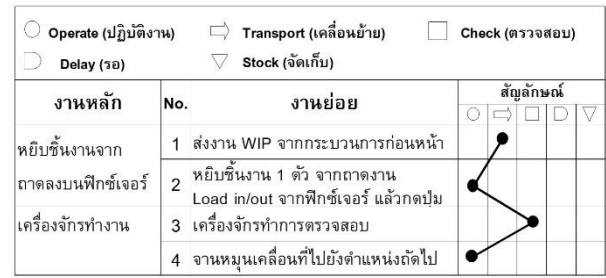 Operate (ปฏิบัติงาน) Transport (เคลื่อนย้าย) Check (ตรวจสอบ)
Delay (รอ) Stock (จัดเก็บ)
งานหลัก No. งานย่อย สัญลักษณ์
หยิบชิ้นงานจาก
ถาดลงบนฟิกซ์เจอร์
1 ส่งงาน WIP จากกระบวนการก่อนหน้า
2 หยิบชิ้นงาน 1 ตัว จากถาดงาน
Load in/out จากฟิกซ์เจอร์ แล้วกดปุ่ม
เครื่องจักรทำงาน 3 เครื่องจักรทำการตรวจสอบ
4 จานหมุนเคลื่อนที่ไปยังตำแหน่งถัดไป